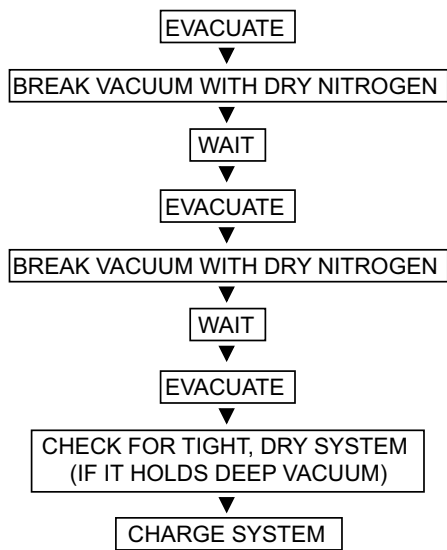 EVACUATE
BREAK VACUUM WITH DRY NITROGEN
WAIT
EVACUATE
BREAK VACUUM WITH DRY NITROGEN
WAIT
EVACUATE
CHECK FOR TIGHT, DRY SYSTEM
(IF IT HOLDS DEEP VACUUM)
CHARGE SYSTEM